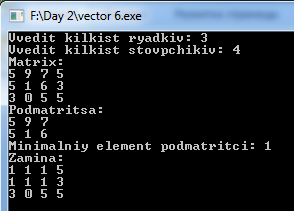 F:\Day 2\vector 6.exe
Vvedit kilkist ryadkiv: 3
Vvedit kilkist stovpchikiv: 4
Matrix:
5 9 7 5
5 1 6 3
3 0 5 5
Podmatritsa:
5 9 7
5 1 6
Minimalniy element podmatritci: 1
Zamina:
1 1 1 5
1 1 1 3
3 0 5 5